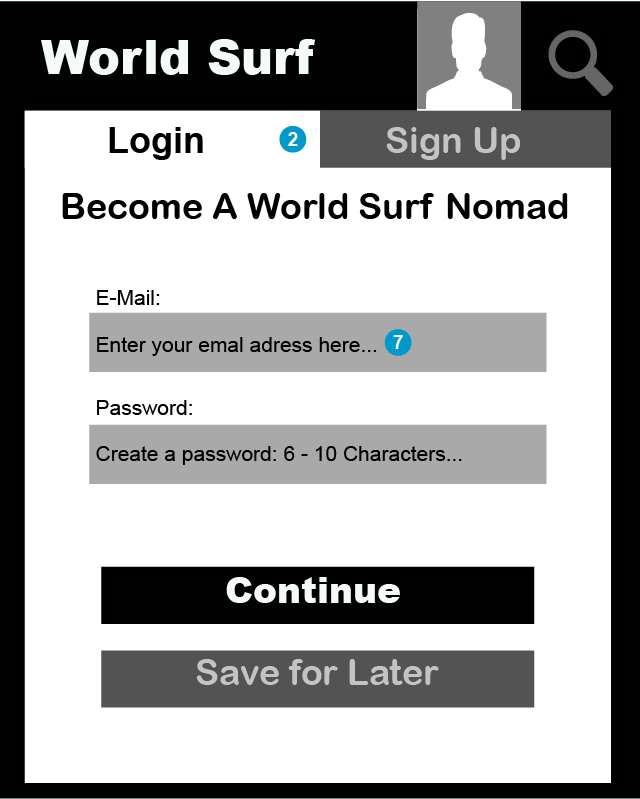 World Surf
Login 2 Sign Up
Become A World Surf Nomad
E-Mail:
Enter your emal adress here... 7
Password:
Create a password: 6 - 10 Characters...
Continue
Save for Later